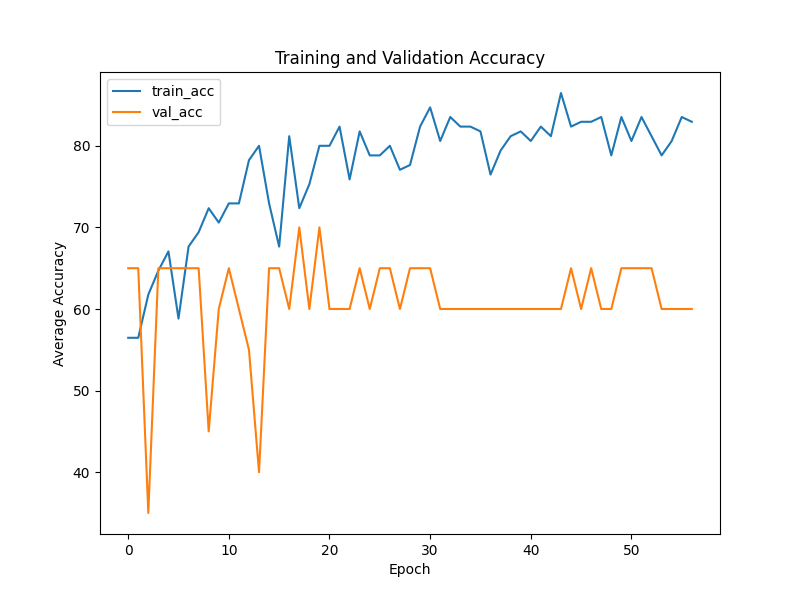 Training and Validation Accuracy
train_acc
val_acc
80
70
60
50
40
Average Accuracy
0 10 20 30 40 50
Epoch